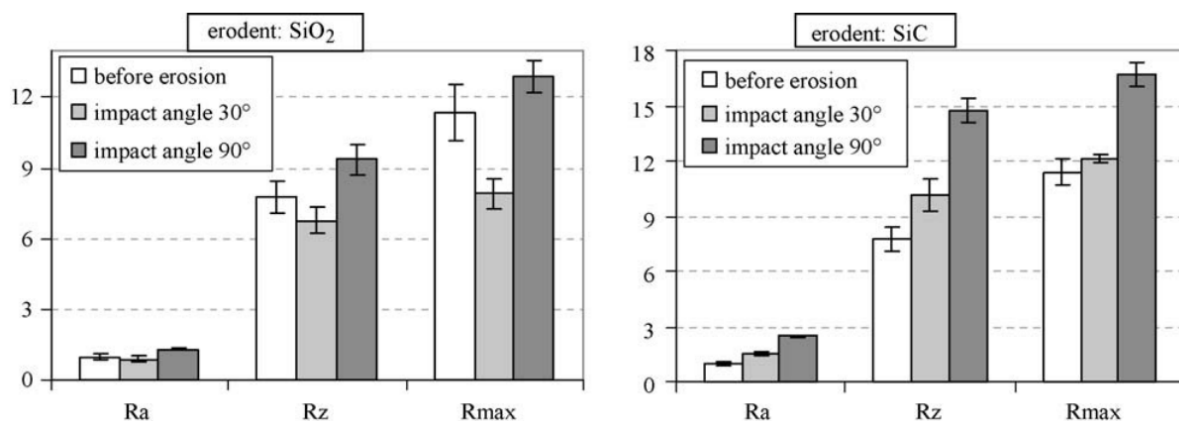 erodent: SiO₂
before erosion
impact angle 30°
impact angle 90°
12
9
6
3
0
Ra Rz Rmax
erodent: SiC
18
15
12
9
6
3
0
before erosion
impact angle 30°
impact angle 90°
Ra Rz Rmax